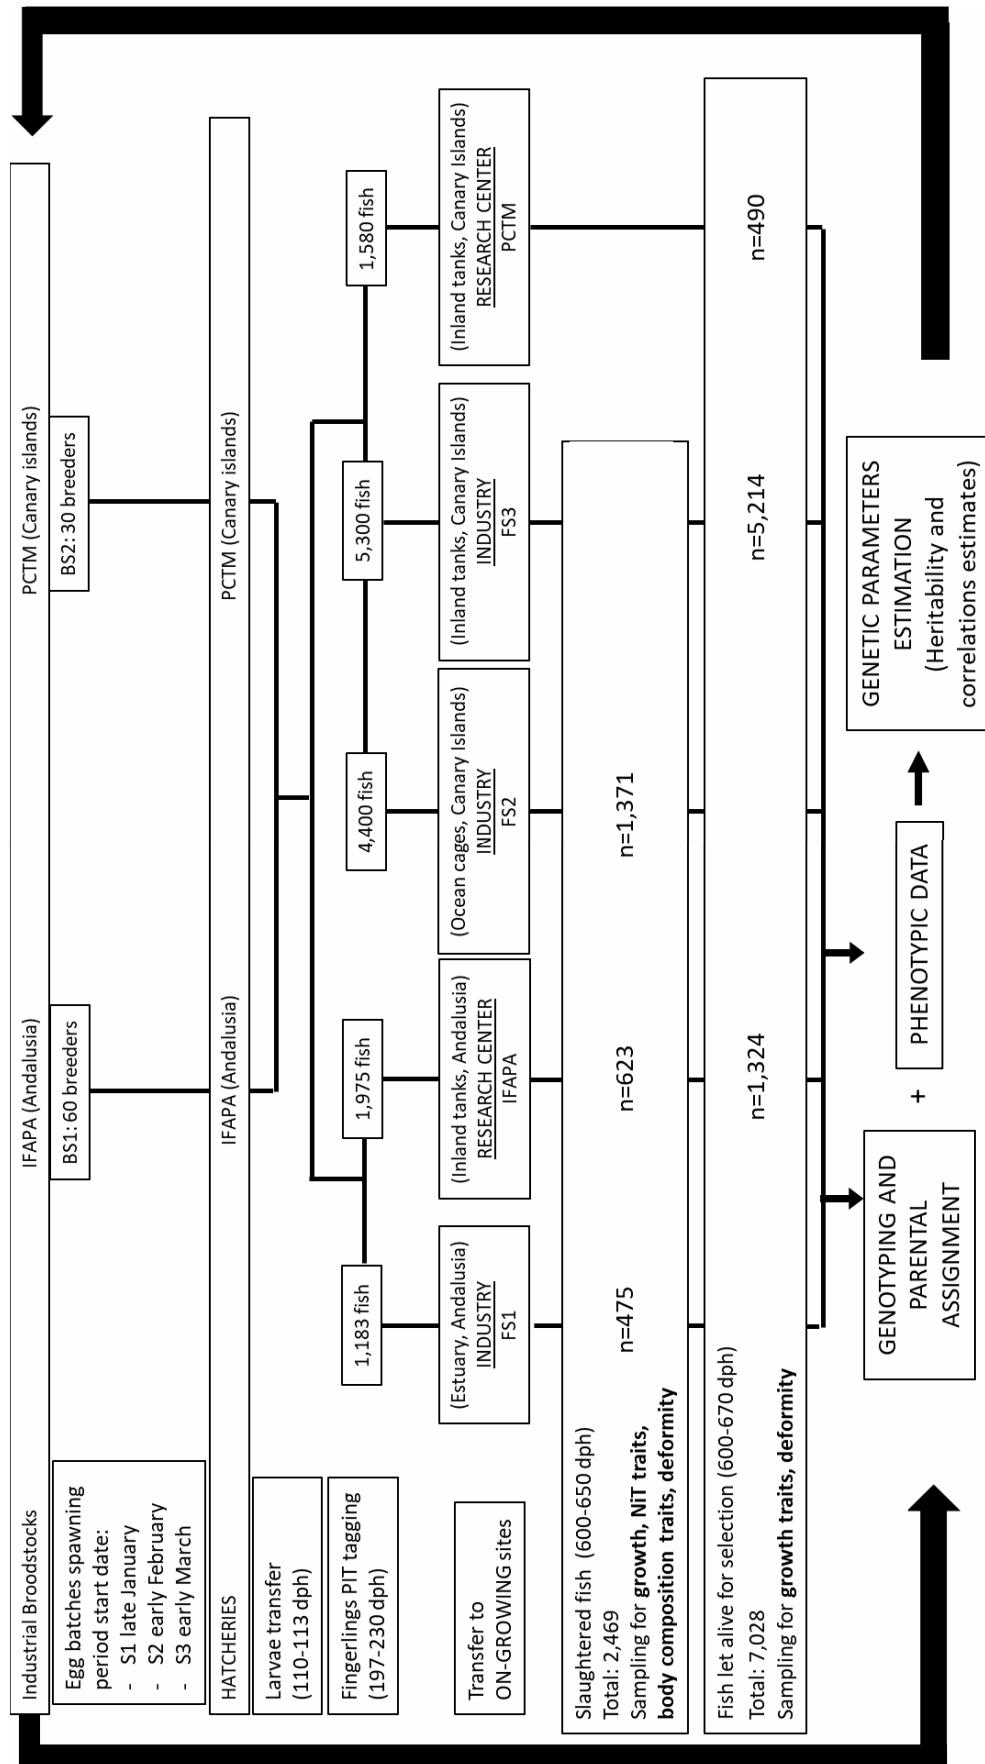 Industrial Broodstocks
IFAPA (Andalusia)
PCTM (Canary islands)
BS1: 60 breeders
BS2: 30 breeders
Egg batches spawning
period start date:
- S1 late January
- S2 early February
- S3 early March
HATCHERIES
IFAPA (Andalusia)
PCTM (Canary islands)
Larvae transfer
(110-113 dph)
Fingerlings PIT tagging
(197-230 dph)
1,183 fish
1,975 fish
4,400 fish
5,300 fish
1,580 fish
Transfer to
ON-GROWING sites
(Estuary, Andalusia)
INDUSTRY
FS1
(Inland tanks, Andalusia)
RESEARCH CENTER
IFAPA
(Ocean cages, Canary Islands)
INDUSTRY
FS2
(Inland tanks, Canary Islands)
INDUSTRY
FS3
(Inland tanks, Canary Islands)
RESEARCH CENTER
PCTM
Slaughtered fish (600-650 dph)
Total: 2,469
Sampling for growth, NiT traits,
body composition traits, deformity
n=475
n=623
n=1,371
Fish let alive for selection (600-670 dph)
Total: 7,028
Sampling for growth traits, deformity
n=1,324
n=5,214
n=490
GENOTYPING AND
PARENTAL
ASSIGNMENT
+
PHENOTYPIC DATA
GENETIC PARAMETERS
ESTIMATION
(Heritability and
correlations estimates)